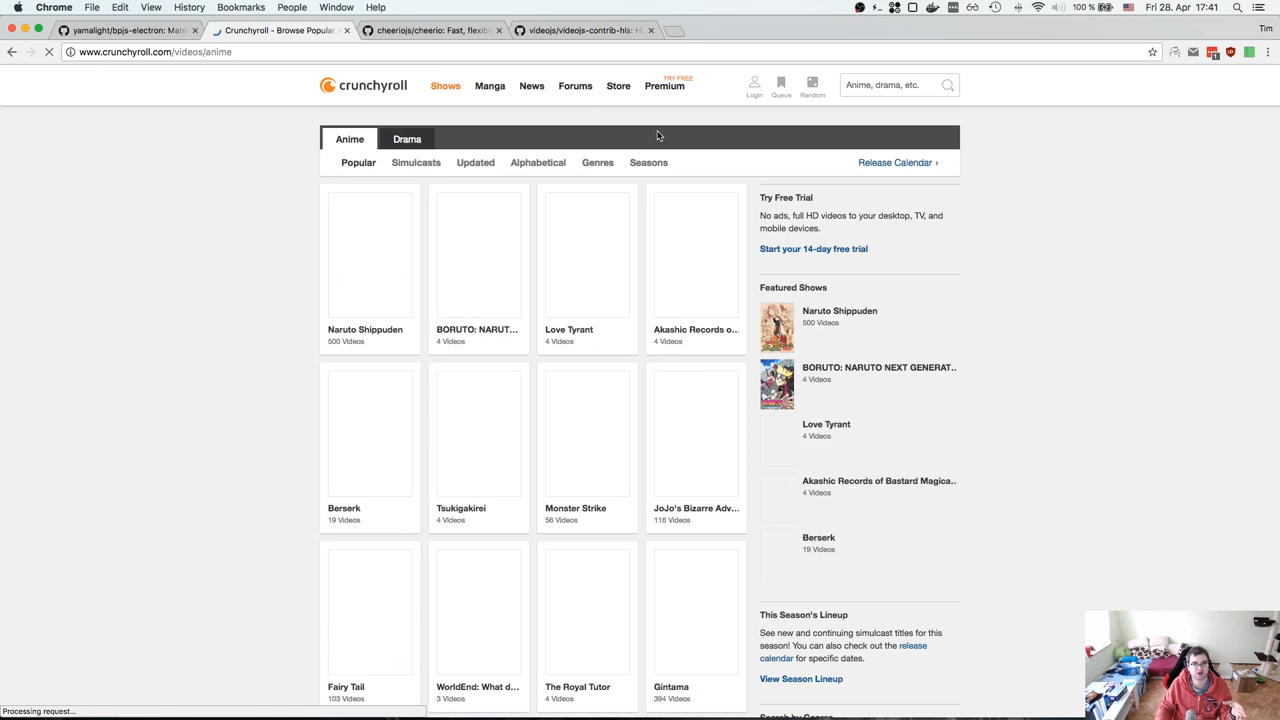 Chrome File Edit View History Bookmarks People Window Help
100 % Fri 28. Apr 17:41
yamalight/bpjs-electron: Mate
Crunchyroll - Browse Popular
cheeriojs/cheerio: Fast, flexible
videojs/videojs-contrib-hls: H
Tim
www.crunchyroll.com/videos/anime
crunchyroll
Shows Manga News Forums Store Premium
TRY FREE
Login Queue Random
Anime, drama, etc.
Anime Drama
Popular Simulcasts Updated Alphabetical Genres Seasons
Release Calendar
Naruto Shippuden
500 Videos
BORUTO: NARUT...
4 Videos
Love Tyrant
4 Videos
Akashic Records o...
4 Videos
Berserk
19 Videos
Tsukigakirei
4 Videos
Monster Strike
56 Videos
JoJo's Bizarre Adv...
116 Videos
Fairy Tail
103 Videos
WorldEnd: What d...
3 Videos
The Royal Tutor
4 Videos
Gintama
394 Videos
Try Free Trial
No ads, full HD videos to your desktop, TV, and
mobile devices.
Start your 14-day free trial
Featured Shows
Naruto Shippuden
500 Videos
BORUTO: NARUTO NEXT GENERAT..
4 Videos
Love Tyrant
4 Videos
Akashic Records of Bastard Magica..
4 Videos
Berserk
19 Videos
This Season's Lineup
See new and continuing simulcast titles for this
season! You can also check out the release
calendar for specific dates.
View Season Lineup
Processing request...